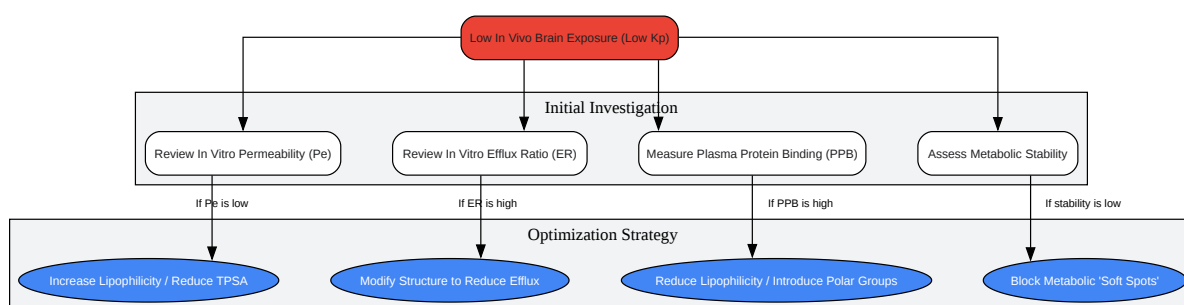 Low In Vivo Brain Exposure (Low Kp)
Initial Investigation
Review In Vitro Permeability (Pe)
Review In Vitro Efflux Ratio (ER)
Measure Plasma Protein Binding (PPB)
Assess Metabolic Stability
If Pe is low
If ER is high
If PPB is high
If stability is low
Optimization Strategy
Increase Lipophilicity / Reduce TPSA
Modify Structure to Reduce Efflux
Reduce Lipophilicity / Introduce Polar Groups
Block Metabolic 'Soft Spots'